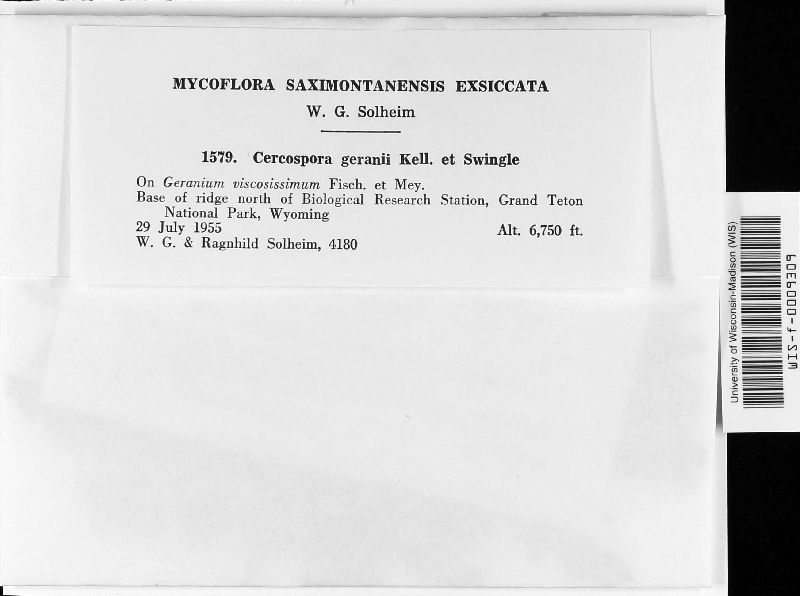 MYCOFLORA SAXIMONTANENSIS EXSICCATA
W. G. Solheim
1579. Cercospora geranii Kell. et Swingle
On Geranium viscosissimum Fisch. et Mey.
Base of ridge north of Biological Research Station, Grand Teton
National Park, Wyoming
29 July 1955 Alt. 6,750 ft.
W. G. & Ragnhild Solheim, 4180
University of Wisconsin-Madison (WIS)
WIS-f-0009309